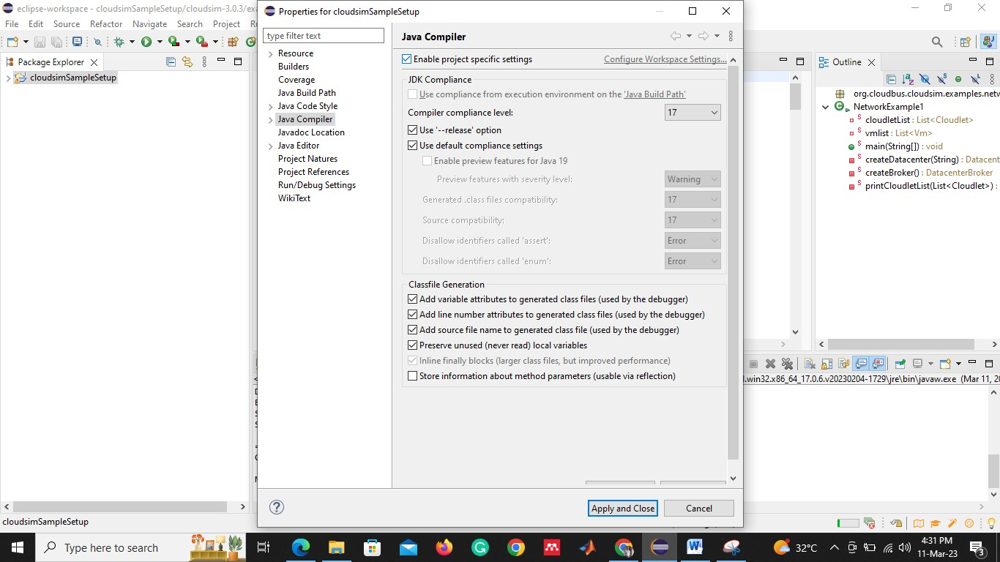 eclipse-workspace - cloudsimSampleSetup/cloudsim-3.0.3/exa
File Edit Source Refactor Navigate Search Project
Package Explorer
cloudsimSampleSetup
Properties for cloudsimSampleSetup
type filter text
Resource
Builders
Coverage
Java Build Path
Java Code Style
Java Compiler
Javadoc Location
Java Editor
Project Natures
Project References
Run/Debug Settings
WikiText
Java Compiler
Enable project specific settings Configure Workspace Settings...
JDK Compliance
Use compliance from execution environment on the 'Java Build Path'
Compiler compliance level: 17
Use '--release' option
Use default compliance settings
Enable preview features for Java 19
Preview features with severity level: Warning
Generated .class files compatibility: 17
Source compatibility: 17
Disallow identifiers called 'assert': Error
Disallow identifiers called 'enum': Error
Classfile Generation
Add variable attributes to generated class files (used by the debugger)
Add line number attributes to generated class files (used by the debugger)
Add source file name to generated class file (used by the debugger)
Preserve unused (never read) local variables
Inline finally blocks (larger class files, but improved performance)
Store information about method parameters (usable via reflection)
Apply and Close Cancel
Outline
org.cloudbus.cloudsim.examples.netw
NetworkExample1
cloudletList : List<Cloudlet>
vmlist : List<Vm>
main(String[]) : void
createDatacenter(String) : Datacent
createBroker() : DatacenterBroker
printCloudletList(List<Cloudlet>) :
l.win32.x86_64_17.0.6.v20230204-1729\jre\bin\javaw.exe (Mar 11, 20
cloudsimSampleSetup
Type here to search
32°C
4:31 PM
11-Mar-23
3